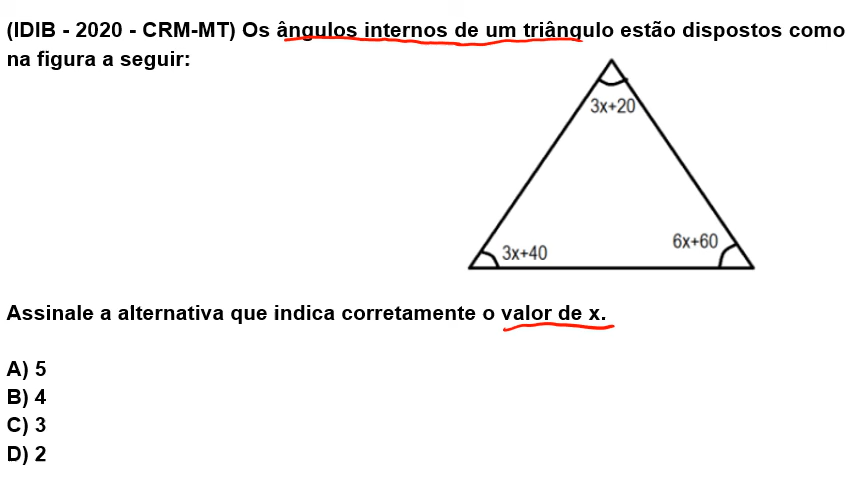 (IDIB - 2020 - CRM-MT) Os ângulos internos de um triângulo estão dispostos como
na figura a seguir:
3x+20
3x+40
6x+60
Assinale a alternativa que indica corretamente o valor de x.
A) 5
B) 4
C) 3
D) 2